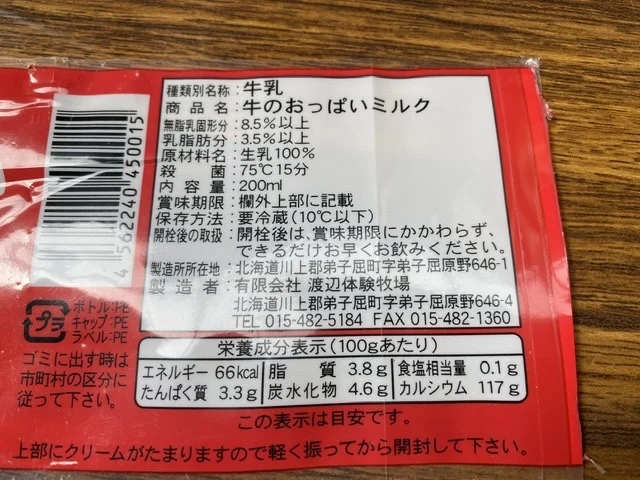 種類別名称：牛乳
商品名：牛のおっぱいミルク
無脂乳固形分：8.5％以上
乳脂肪分：3.5％以上
原材料名：生乳100％
殺菌：75℃15分
内容量：200ml
賞味期限：欄外上部に記載
保存方法：要冷蔵(10℃以下)
開栓後の取扱：開栓後は、賞味期限にかかわらず、
できるだけお早くお飲みください。
製造所所在地：北海道川上郡弟子屈町字弟子屈原野646-1
製造者：有限会社 渡辺体験牧場
北海道川上郡弟子屈町字弟子屈原野646-4
TEL 015-482-5184 FAX 015-482-1360
4 562240 450015
プラ
ボトル:PE
キャップ:PE
ラベル:PE
ゴミに出す時は
市町村の区分に
従って下さい。
栄養成分表示(100gあたり)
エネルギー 66kcal 脂質 3.8g 食塩相当量 0.1g
たんぱく質 3.3g 炭水化物 4.6g カルシウム 117g
この表示は目安です。
上部にクリームがたまりますので軽く振ってから開封して下さい。